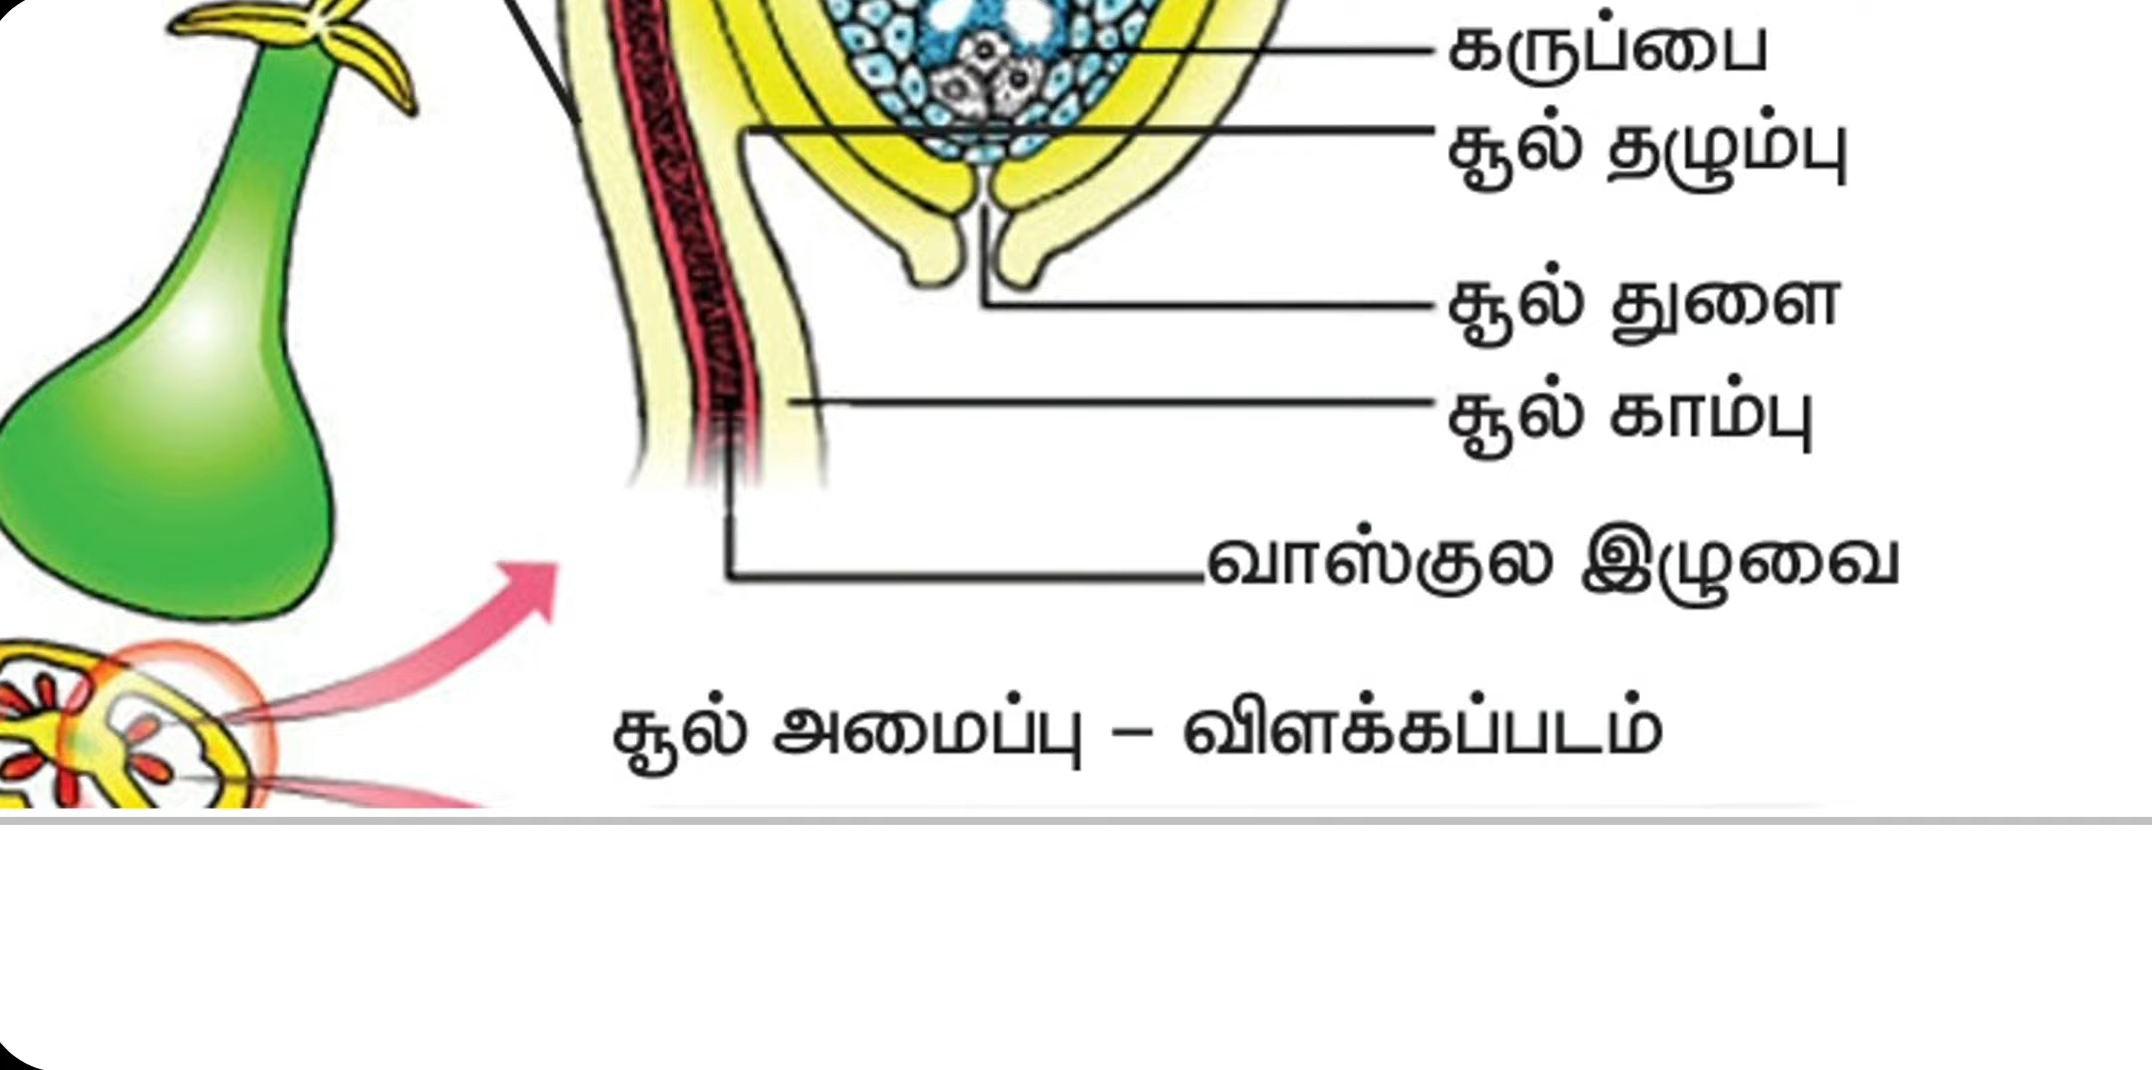 கருப்பை
சூல் தழும்பு
சூல் துளை
சூல் காம்பு
வாஸ்குல இழுவை
சூல் அமைப்பு – விளக்கப்படம்